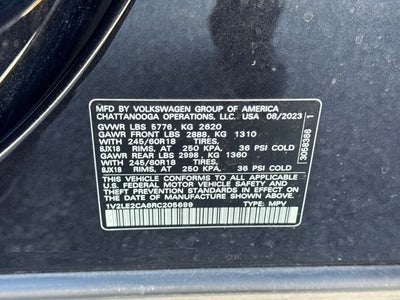 MFD BY VOLKSWAGEN GROUP OF AMERICA
CHATTANOOGA OPERATIONS, LLC. USA 08/2023
GVWR LBS 5776, KG 2620
GAWR FRONT LBS 2888, KG 1310
WITH 245/60R18 TIRES,
8JX18 RIMS, AT 250 KPA, 36 PSI COLD
GAWR REAR LBS 2998, KG 1360
WITH 245/60R18 TIRES,
8JX18 RIMS, AT 250 KPA, 36 PSI COLD
THIS VEHICLE CONFORMS TO ALL APPLICABLE
U.S. FEDERAL MOTOR VEHICLE SAFETY AND
THEFT PREVENTION STANDARDS IN EFFECT ON
THE DATE OF MANUFACTURE SHOWN ABOVE.
1V2LE2CA6RC205699 TYPE: MPV
3058366 1